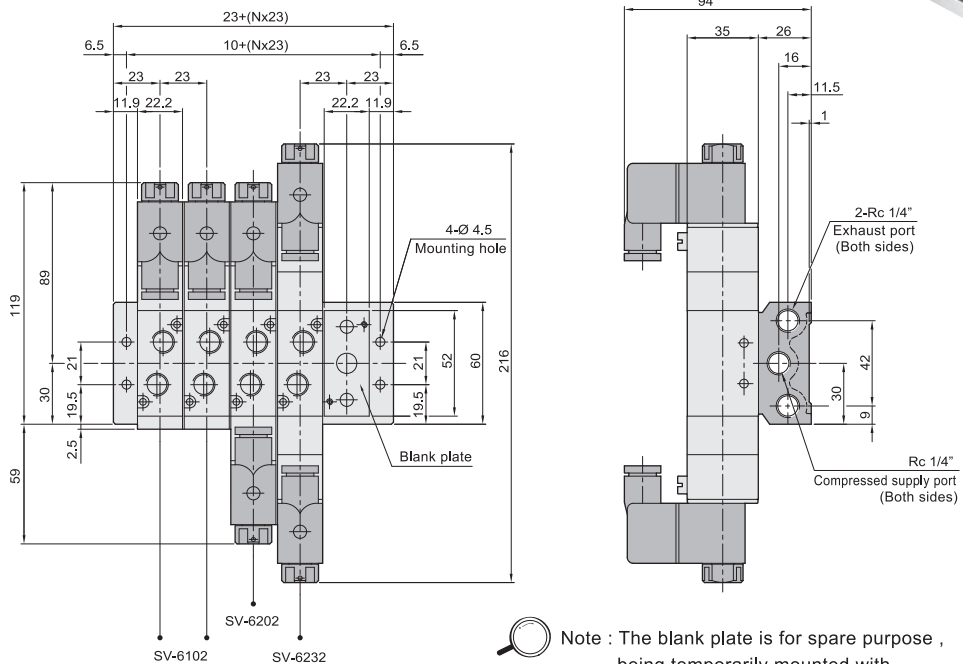 23+(Nx23)
6.5
10+(Nx23)
6.5
23
23
23
23
11.9
22.2
22.2
11.9
4-Ø 4.5
Mounting hole
119
89
21
30
19.5
2.5
59
21
19.5
52
60
216
Blank plate
SV-6202
SV-6102
SV-6232
94
35
26
16
11.5
1
2-Rc 1/4"
Exhaust port
(Both sides)
42
30
9
Rc 1/4"
Compressed supply port
(Both sides)
Note : The blank plate is for spare purpose ,
being temporarily mounted with